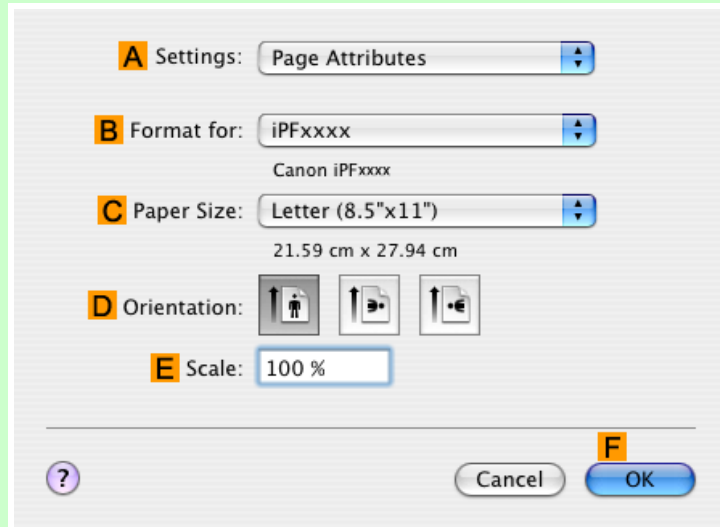 A Settings: Page Attributes
B Format for: iPFxxxx
Canon iPFxxxx
C Paper Size: Letter (8.5"x11")
21.59 cm x 27.94 cm
D Orientation:
E Scale: 100 %
F
? Cancel OK